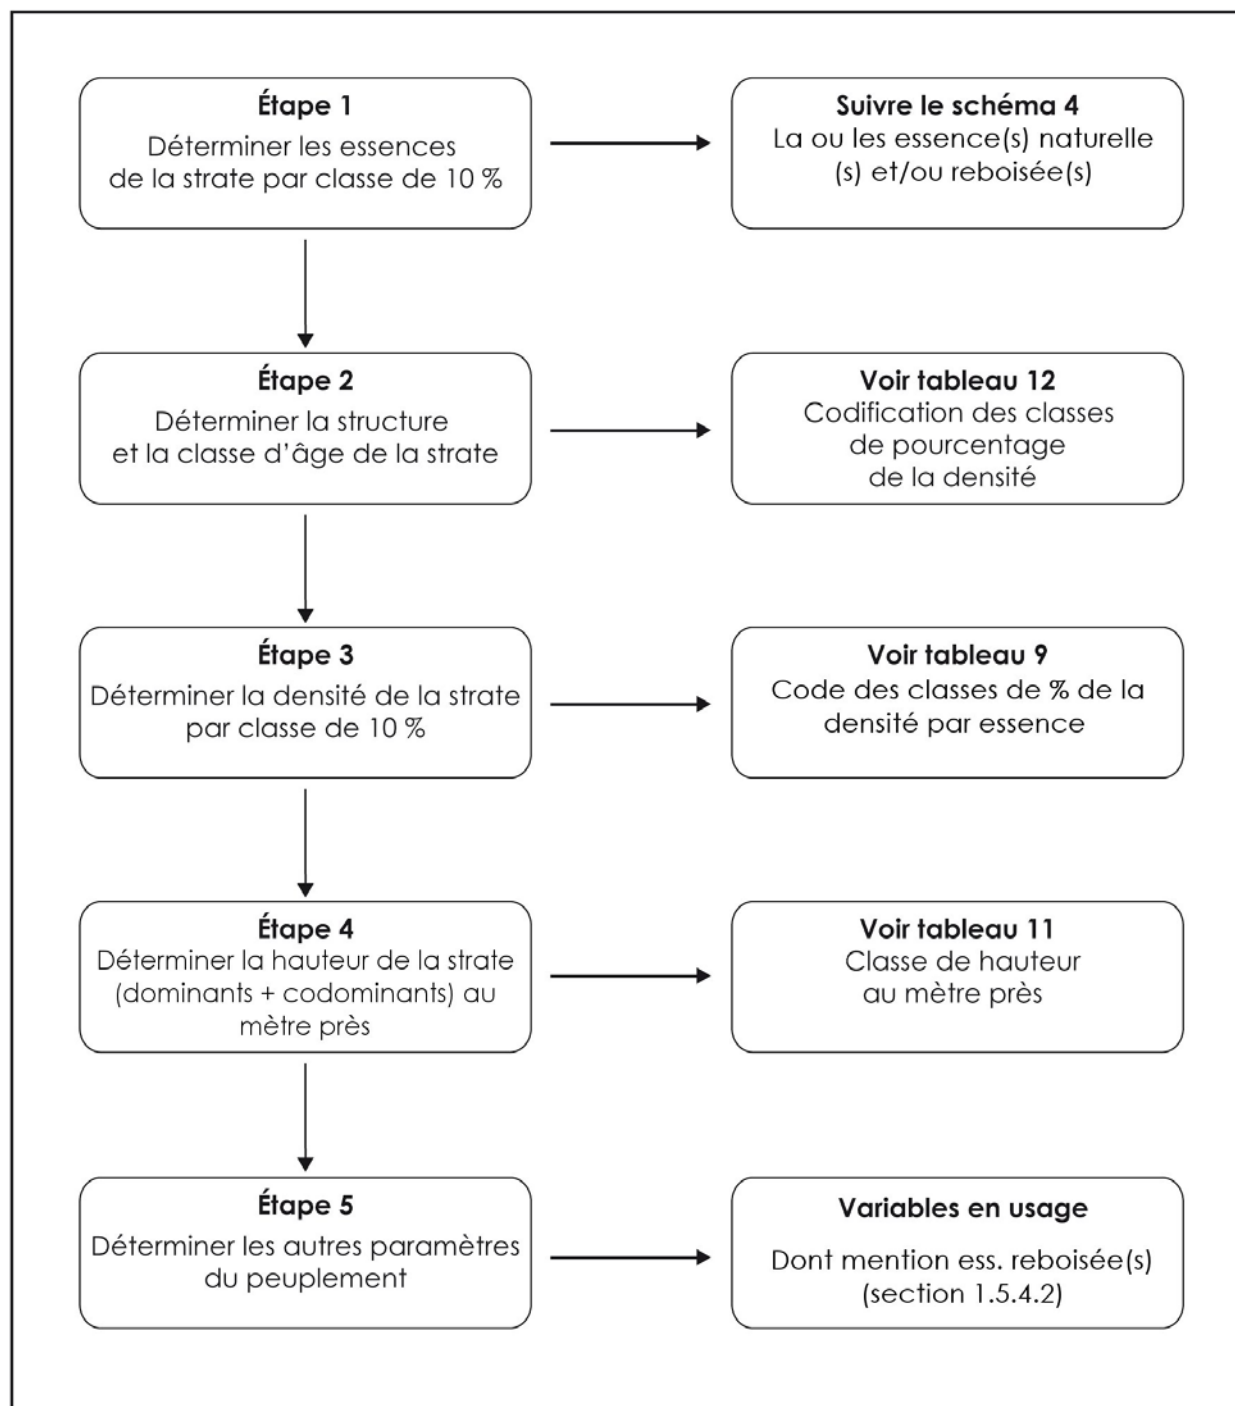 Étape 1
Déterminer les essences
de la strate par classe de 10 %
Suivre le schéma 4
La ou les essence(s) naturelle
(s) et/ou reboisée(s)
Étape 2
Déterminer la structure
et la classe d'âge de la strate
Voir tableau 12
Codification des classes
de pourcentage
de la densité
Étape 3
Déterminer la densité de la strate
par classe de 10 %
Voir tableau 9
Code des classes de % de la
densité par essence
Étape 4
Déterminer la hauteur de la strate
(dominants + codominants) au
mètre près
Voir tableau 11
Classe de hauteur
au mètre près
Étape 5
Déterminer les autres paramètres
du peuplement
Variables en usage
Dont mention ess. reboisée(s)
(section 1.5.4.2)